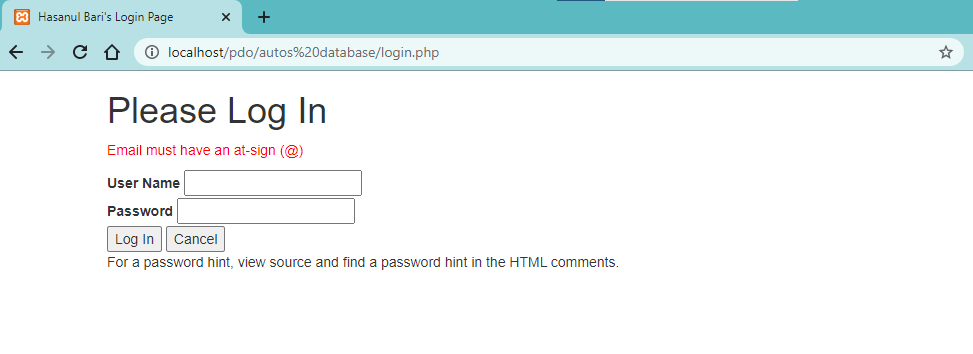 Hasanul Bari's Login Page
localhost/pdo/autos%20database/login.php
Please Log In
Email must have an at-sign (@)
User Name
Password
Log In Cancel
For a password hint, view source and find a password hint in the HTML comments.